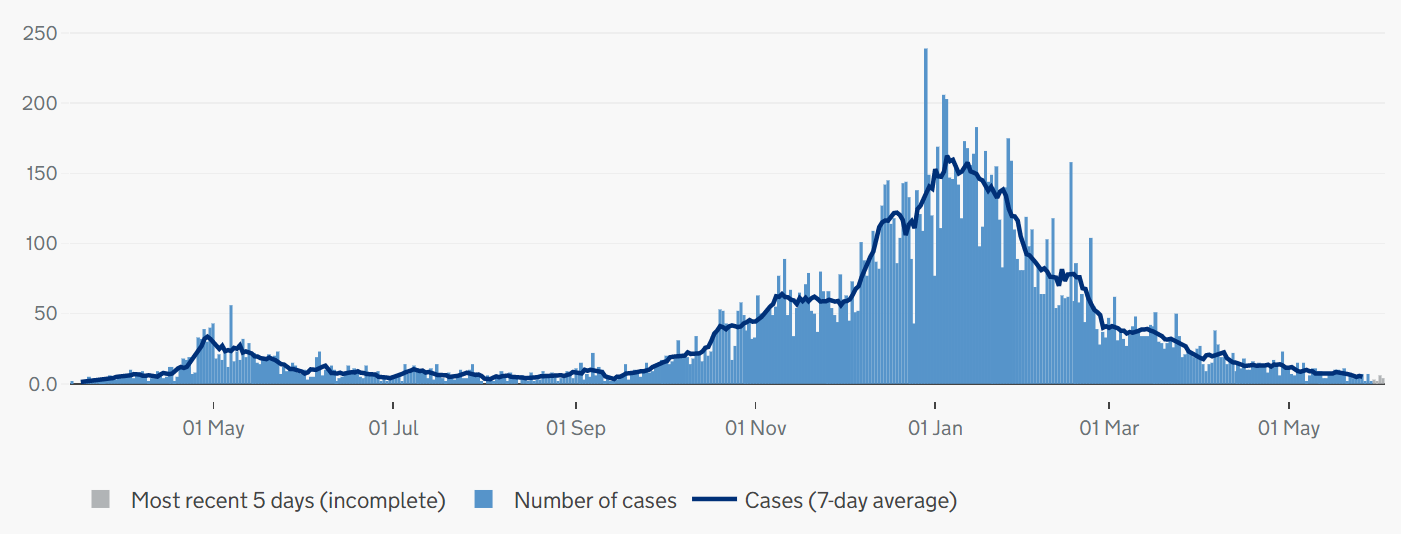 250
200
150
100
50
0.0
01 May
01 Jul
01 Sep
01 Nov
01 Jan
01 Mar
01 May
Most recent 5 days (incomplete)
Number of cases
Cases (7-day average)